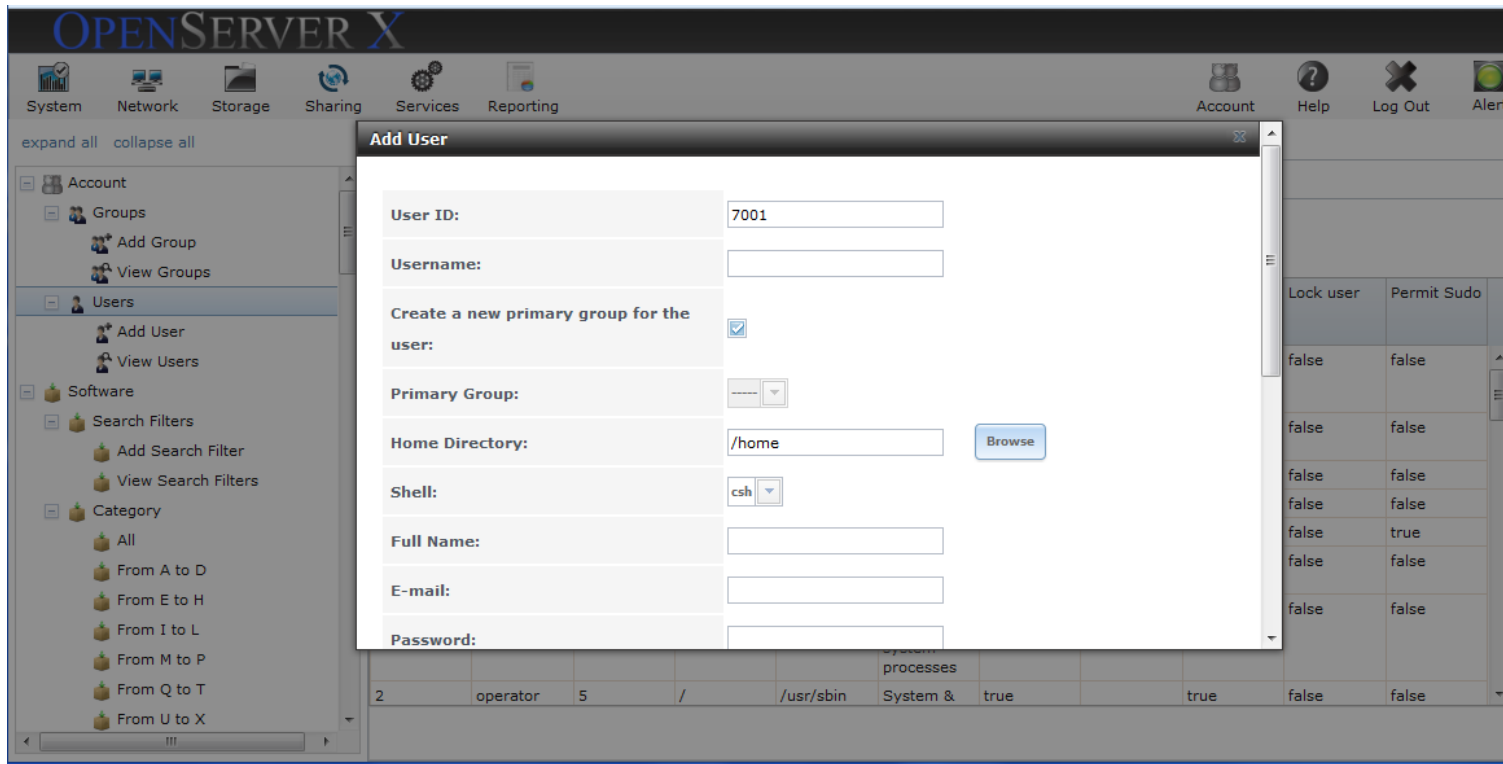 OPENSERVER X
System Network Storage Sharing Services Reporting Account Help Log Out Aler
expand all collapse all
Account
Groups
Add Group
View Groups
Users
Add User
View Users
Software
Search Filters
Add Search Filter
View Search Filters
Category
All
From A to D
From E to H
From I to L
From M to P
From Q to T
From U to X
Add User
User ID: 7001
Username:
Create a new primary group for the
user:
Primary Group: -----
Home Directory: /home Browse
Shell: csh
Full Name:
E-mail:
Password:
Lock user Permit Sudo
false false
false false
false false
false false
false true
false false
false false
processes
2 operator 5 / /usr/sbin System & true true false false